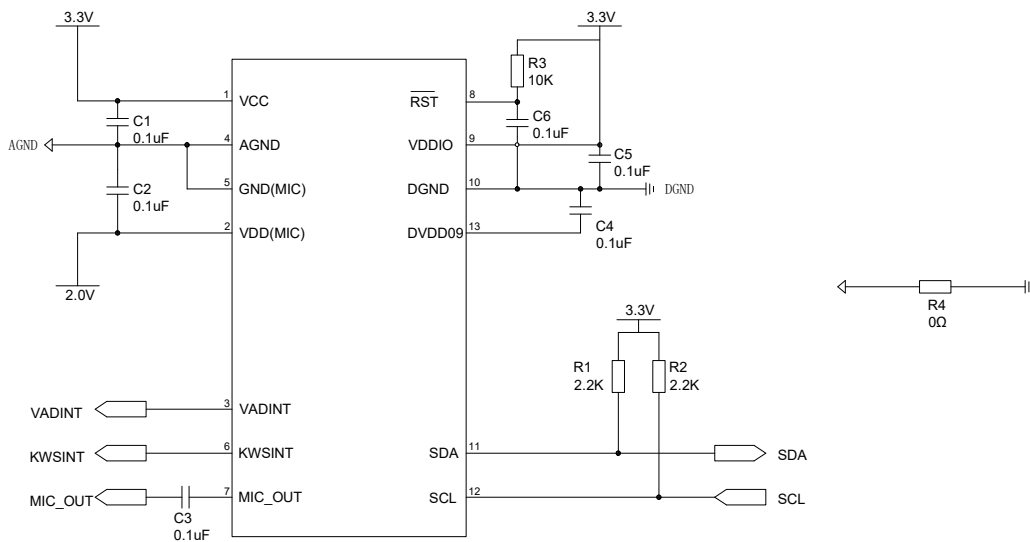 3.3V
3.3V
R3
10K
1
VCC
RST
8
C1
0.1uF
C6
0.1uF
AGND
4
AGND
VDDIO
9
C5
0.1uF
C2
0.1uF
5
GND(MIC)
DGND
10
DGND
2
VDD(MIC)
DVDD09
13
C4
0.1uF
2.0V
R4
0Ω
3.3V
R1
2.2K
R2
2.2K
VADINT
3
VADINT
KWSINT
6
KWSINT
SDA
11
SDA
MIC_OUT
7
MIC_OUT
SCL
12
SCL
C3
0.1uF